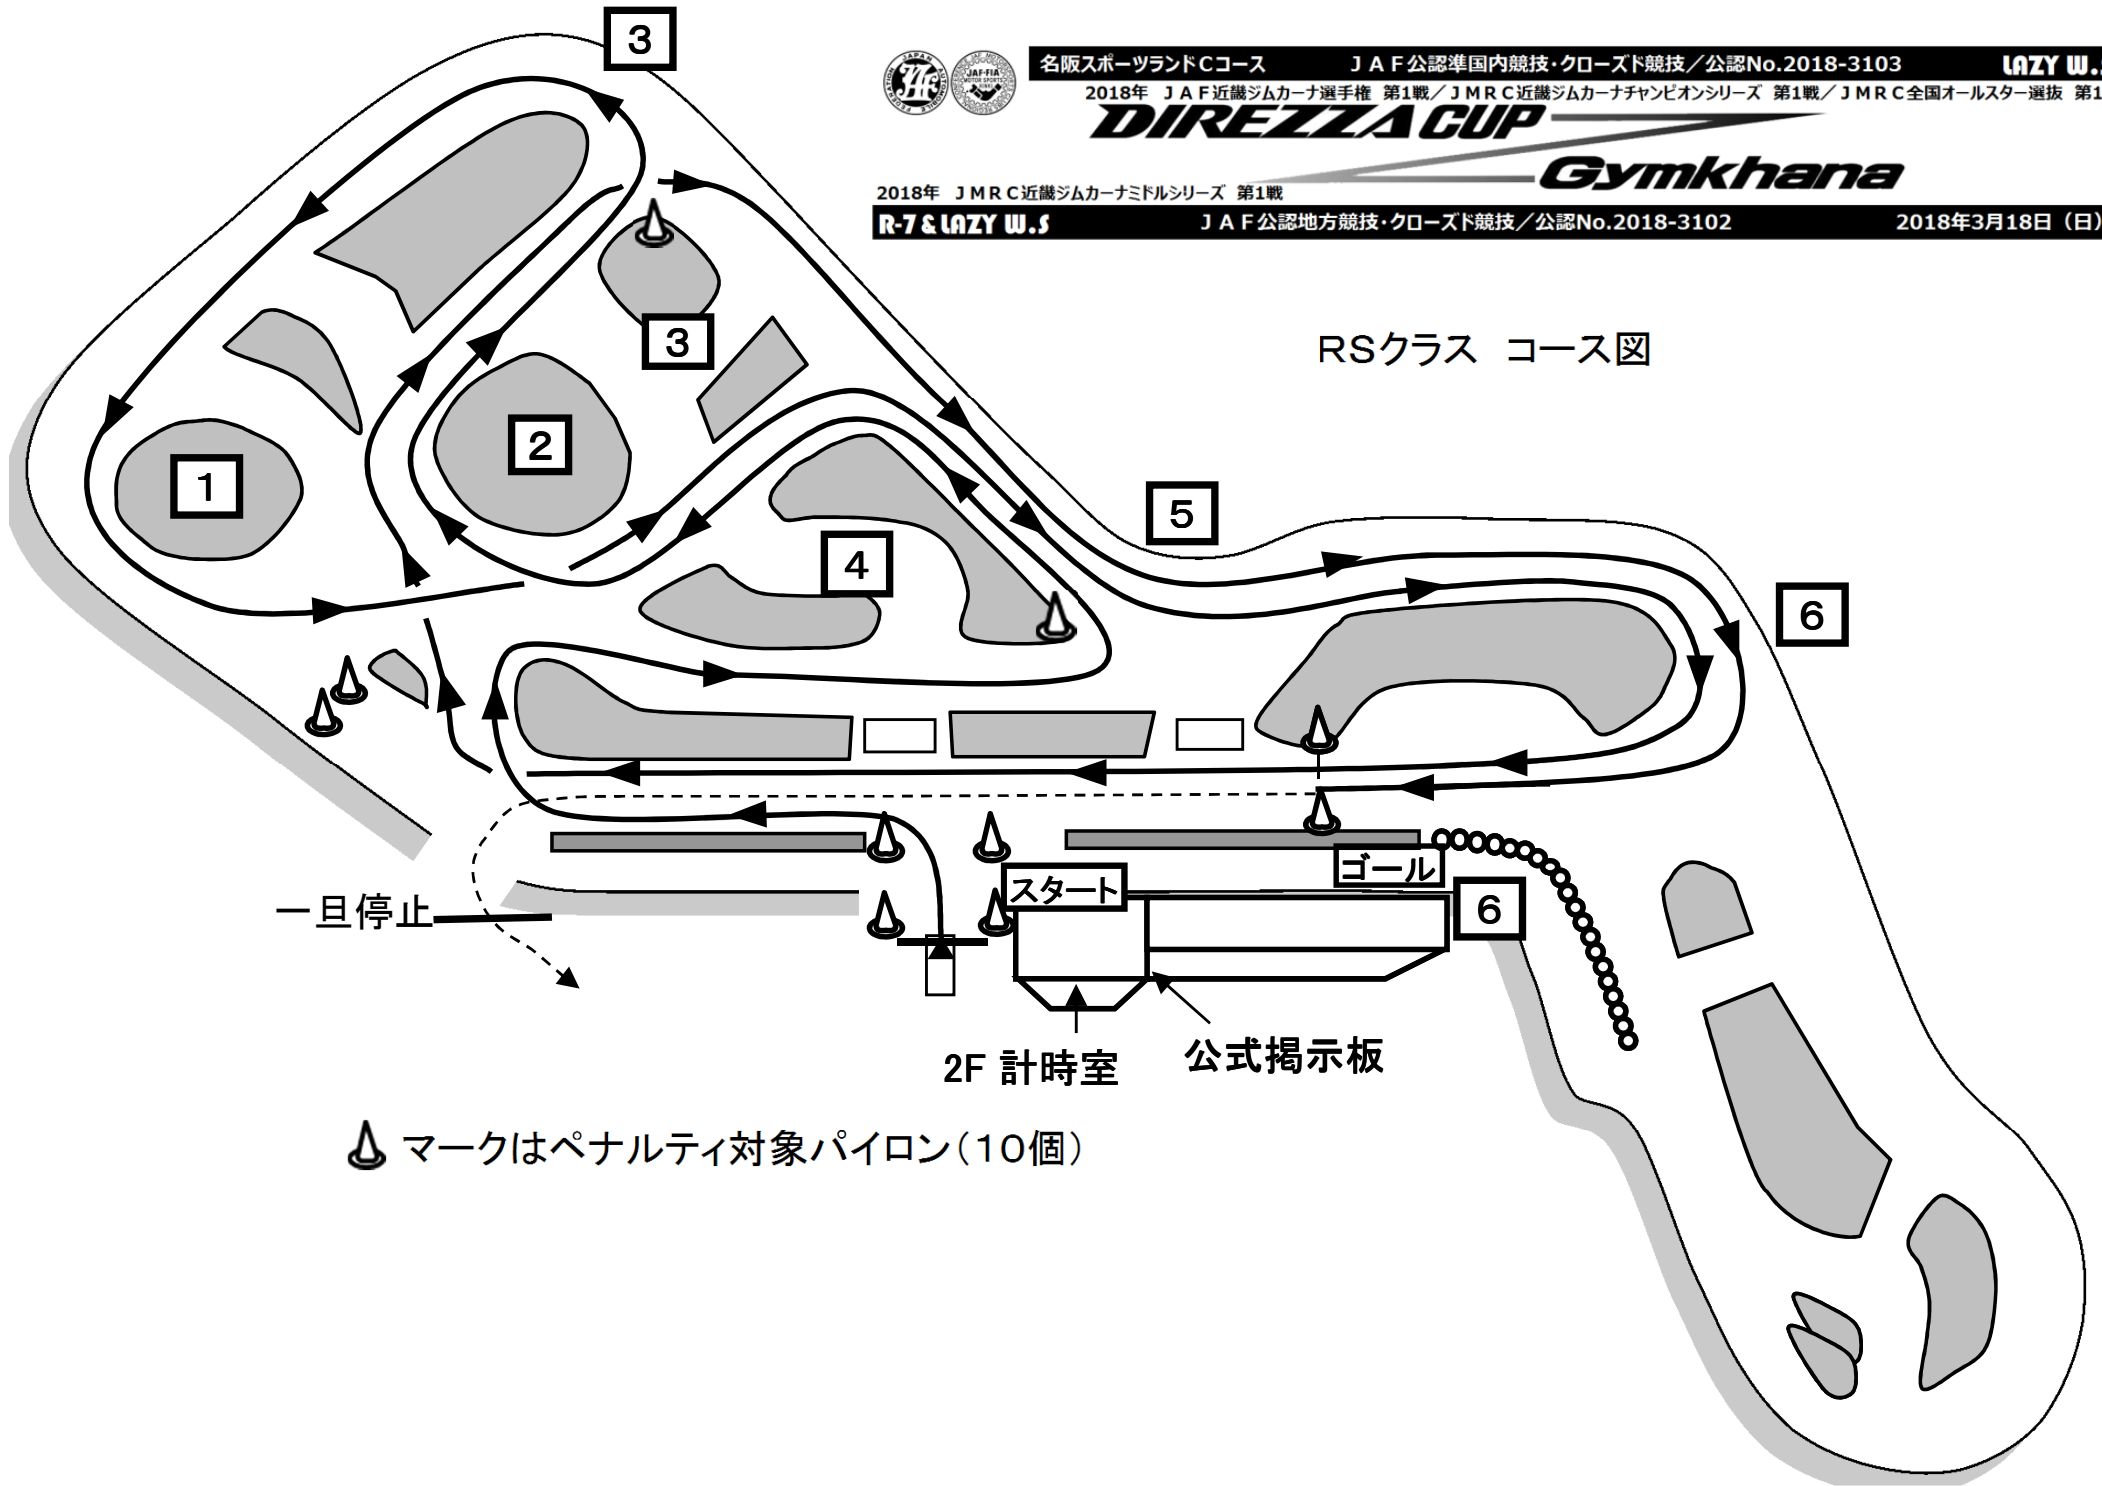 名阪スポーツランドCコース ＪＡＦ公認準国内競技・クローズド競技／公認No.2018-3103 LAZY W.S
2018年 ＪＡＦ近畿ジムカーナ選手権 第1戦／ＪＭＲＣ近畿ジムカーナチャンピオンシリーズ 第1戦／ＪＭＲＣ全国オールスター選抜 第1
DIREZZA CUP
Gymkhana
2018年 ＪＭＲＣ近畿ジムカーナミドルシリーズ 第1戦
R-7 & LAZY W.S ＪＡＦ公認地方競技・クローズド競技／公認No.2018-3102 2018年3月18日（日）
JAF-FIA
ＲＳクラス　コース図
3
3
2
1
4
5
6
スタート
ゴール
6
一旦停止
2F 計時室
公式掲示板
マークはペナルティ対象パイロン（１０個）